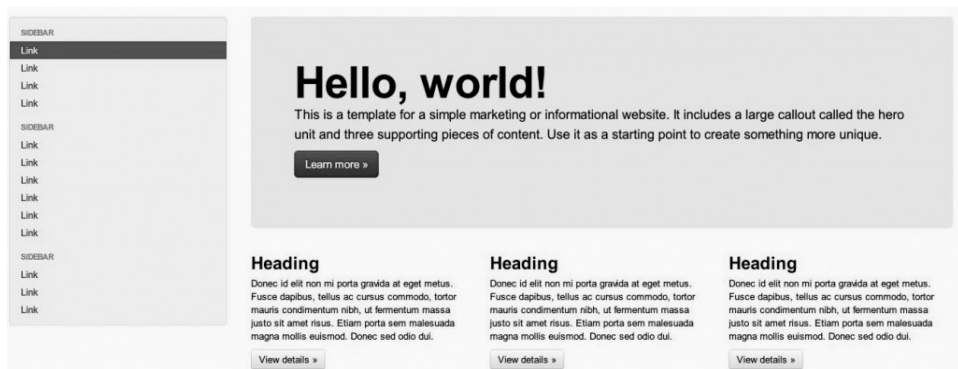 SIDEBAR
Link
Link
Link
Link
SIDEBAR
Link
Link
Link
Link
Link
Link
SIDEBAR
Link
Link
Link
Hello, world!
This is a template for a simple marketing or informational website. It includes a large callout called the hero
unit and three supporting pieces of content. Use it as a starting point to create something more unique.
Learn more »
Heading
Donec id elit non mi porta gravida at eget metus.
Fusce dapibus, tellus ac cursus commodo, tortor
mauris condimentum nibh, ut fermentum massa
justo sit amet risus. Etiam porta sem malesuada
magna mollis euismod. Donec sed odio dui.
View details »
Heading
Donec id elit non mi porta gravida at eget metus.
Fusce dapibus, tellus ac cursus commodo, tortor
mauris condimentum nibh, ut fermentum massa
justo sit amet risus. Etiam porta sem malesuada
magna mollis euismod. Donec sed odio dui.
View details »
Heading
Donec id elit non mi porta gravida at eget metus.
Fusce dapibus, tellus ac cursus commodo, tortor
mauris condimentum nibh, ut fermentum massa
justo sit amet risus. Etiam porta sem malesuada
magna mollis euismod. Donec sed odio dui.
View details »